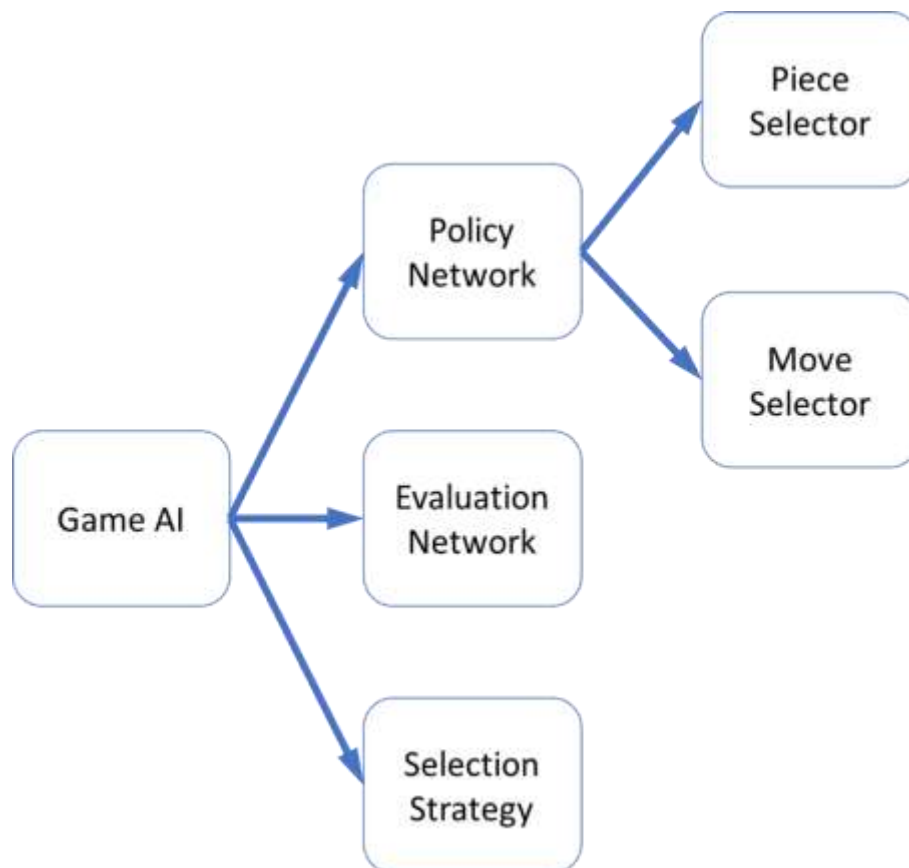 Piece
Selector
Policy
Network
Move
Selector
Game AI
Evaluation
Network
Selection
Strategy